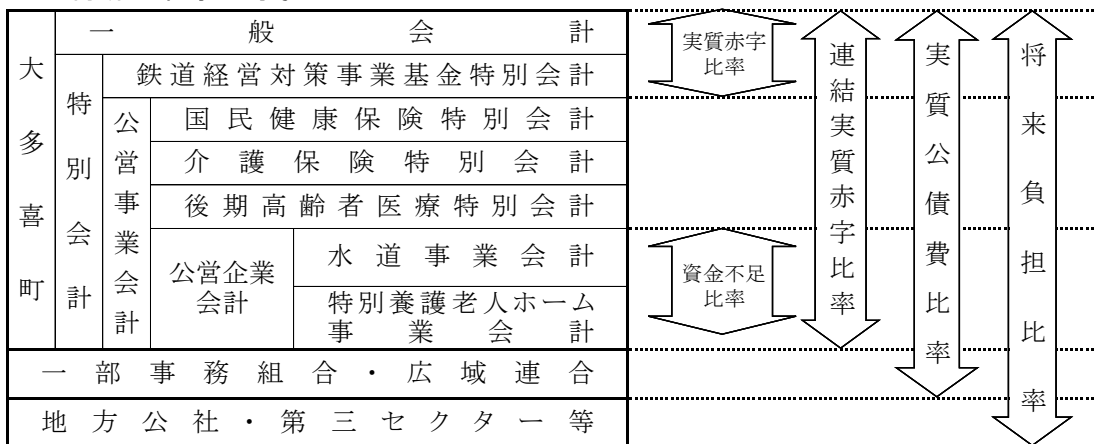 大多喜町
一般会計
特別会計
鉄道経営対策事業基金特別会計
公営事業会計
国民健康保険特別会計
介護保険特別会計
後期高齢者医療特別会計
公営企業
会計
水道事業会計
特別養護老人ホーム
事業会計
一部事務組合・広域連合
地方公社・第三セクター等
実質赤字
比率
資金不足
比率
連結実質赤字比率
実質公債費比率
将来負担比率